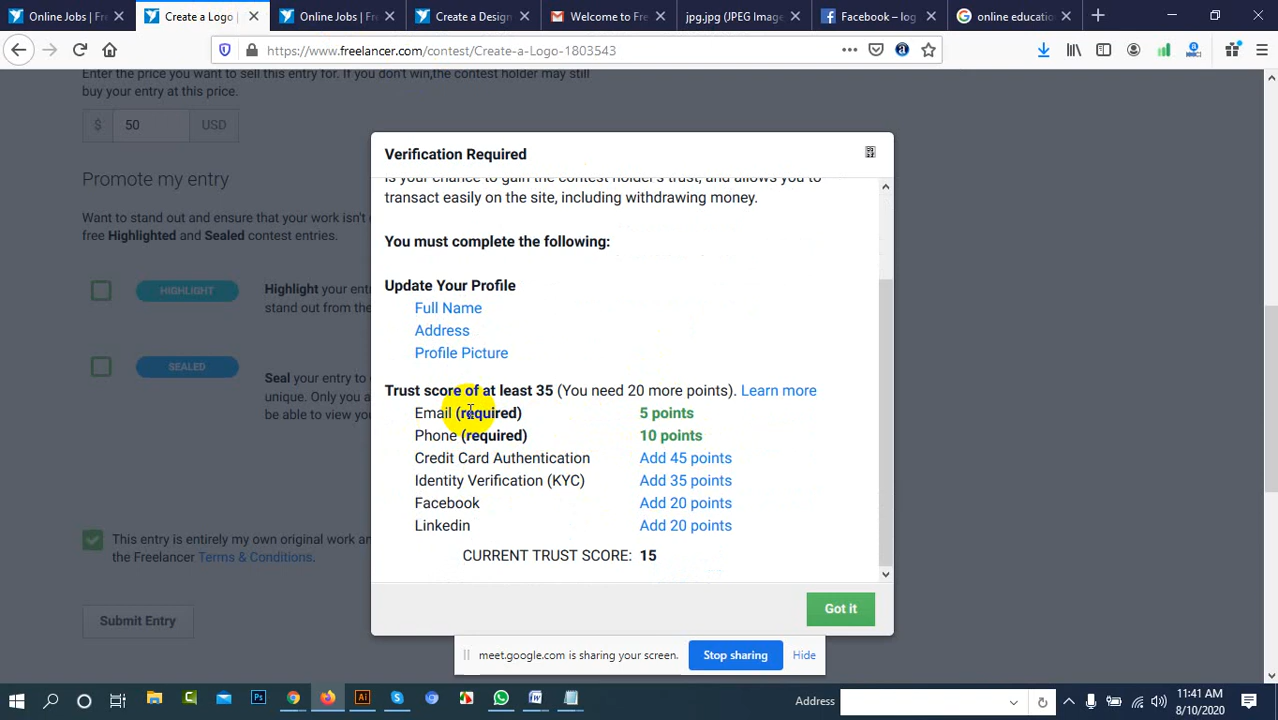 Online Jobs |
Create a Logo |
Online Jobs | F
Create a Design
Welcome to Fre
jpg.jpg (JPEG Imag
Facebook – log
online educatio
https://www.freelancer.com/contest/Create-a-Logo-1803543
Enter the price you want to sell this entry for. If you don't win,the contest holder may still
buy your entry at this price.
$ 50 USD
Promote my entry
Want to stand out and ensure that your work isn't
free Highlighted and Sealed contest entries.
HIGHLIGHT
Highlight your ent
stand out from the
SEALED
Seal your entry to
unique. Only you a
be able to view you
This entry is entirely my own original work an
the Freelancer Terms & Conditions.
Submit Entry
Verification Required
is your chance to gain the contest holder's trust, and allows you to
transact easily on the site, including withdrawing money.
You must complete the following:
Update Your Profile
Full Name
Address
Profile Picture
Trust score of at least 35 (You need 20 more points). Learn more
Email (required) 5 points
Phone (required) 10 points
Credit Card Authentication Add 45 points
Identity Verification (KYC) Add 35 points
Facebook Add 20 points
Linkedin Add 20 points
CURRENT TRUST SCORE: 15
Got it
meet.google.com is sharing your screen. Stop sharing Hide
Address
11:41 AM
8/10/2020